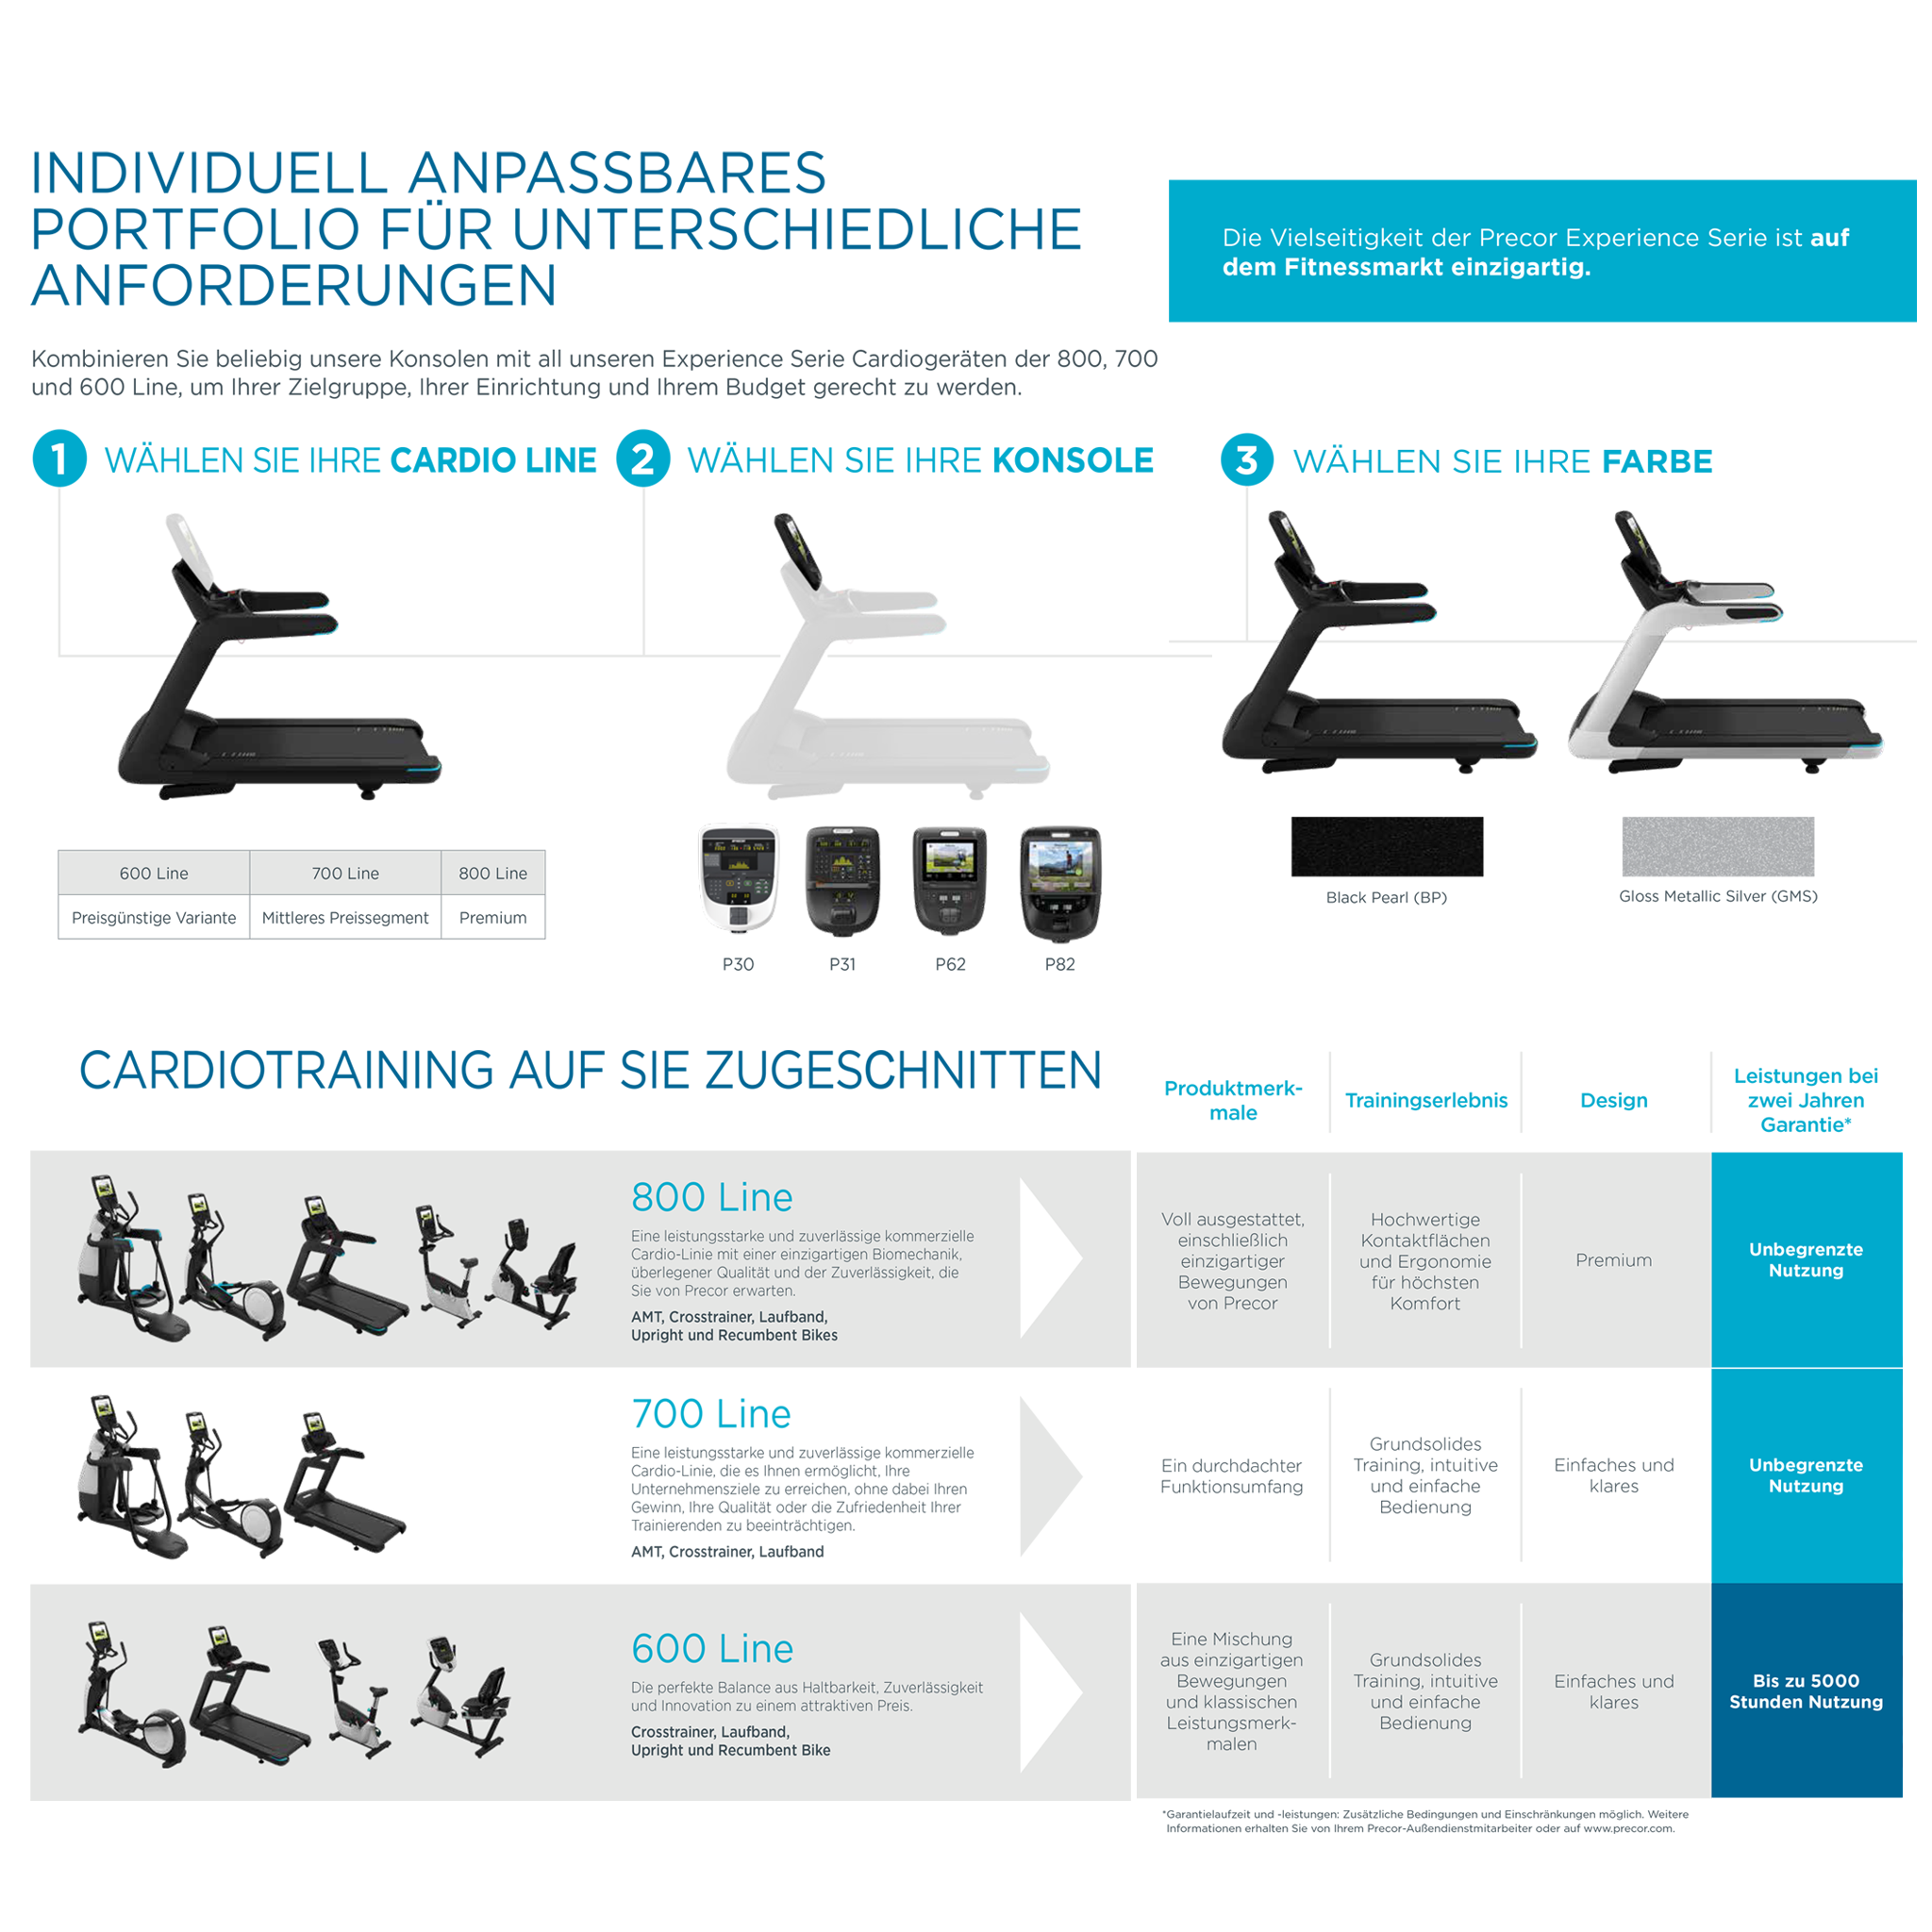 INDIVIDUELL ANPASSBARES
PORTFOLIO FÜR UNTERSCHIEDLICHE
ANFORDERUNGEN
Die Vielseitigkeit der Precor Experience Serie ist auf
dem Fitnessmarkt einzigartig.
Kombinieren Sie beliebig unsere Konsolen mit all unseren Experience Serie Cardiogeräten der 800, 700
und 600 Line, um Ihrer Zielgruppe, Ihrer Einrichtung und Ihrem Budget gerecht zu werden.
1 WÄHLEN SIE IHRE CARDIO LINE
2 WÄHLEN SIE IHRE KONSOLE
3 WÄHLEN SIE IHRE FARBE
600 Line 700 Line 800 Line
Preisgünstige Variante Mittleres Preissegment Premium
P30 P31 P62 P82
Black Pearl (BP)
Gloss Metallic Silver (GMS)
CARDIOTRAINING AUF SIE ZUGESCHNITTEN
Produktmerk-
male
Trainingserlebnis
Design
Leistungen bei
zwei Jahren
Garantie*
800 Line
Eine leistungsstarke und zuverlässige kommerzielle
Cardio-Linie mit einer einzigartigen Biomechanik,
überlegener Qualität und der Zuverlässigkeit, die
Sie von Precor erwarten.
AMT, Crosstrainer, Laufband,
Upright und Recumbent Bikes
Voll ausgestattet,
einschließlich
einzigartiger
Bewegungen
von Precor
Hochwertige
Kontaktflächen
und Ergonomie
für höchsten
Komfort
Premium
Unbegrenzte
Nutzung
700 Line
Eine leistungsstarke und zuverlässige kommerzielle
Cardio-Linie, die es Ihnen ermöglicht, Ihre
Unternehmensziele zu erreichen, ohne dabei Ihren
Gewinn, Ihre Qualität oder die Zufriedenheit Ihrer
Trainierenden zu beeinträchtigen.
AMT, Crosstrainer, Laufband
Ein durchdachter
Funktionsumfang
Grundsolides
Training, intuitive
und einfache
Bedienung
Einfaches und
klares
Unbegrenzte
Nutzung
600 Line
Die perfekte Balance aus Haltbarkeit, Zuverlässigkeit
und Innovation zu einem attraktiven Preis.
Crosstrainer, Laufband,
Upright und Recumbent Bike
Eine Mischung
aus einzigartigen
Bewegungen
und klassischen
Leistungsmerk-
malen
Grundsolides
Training, intuitive
und einfache
Bedienung
Einfaches und
klares
Bis zu 5000
Stunden Nutzung
*Garantielaufzeit und -leistungen: Zusätzliche Bedingungen und Einschränkungen möglich. Weitere
Informationen erhalten Sie von Ihrem Precor-Außendienstmitarbeiter oder auf www.precor.com.